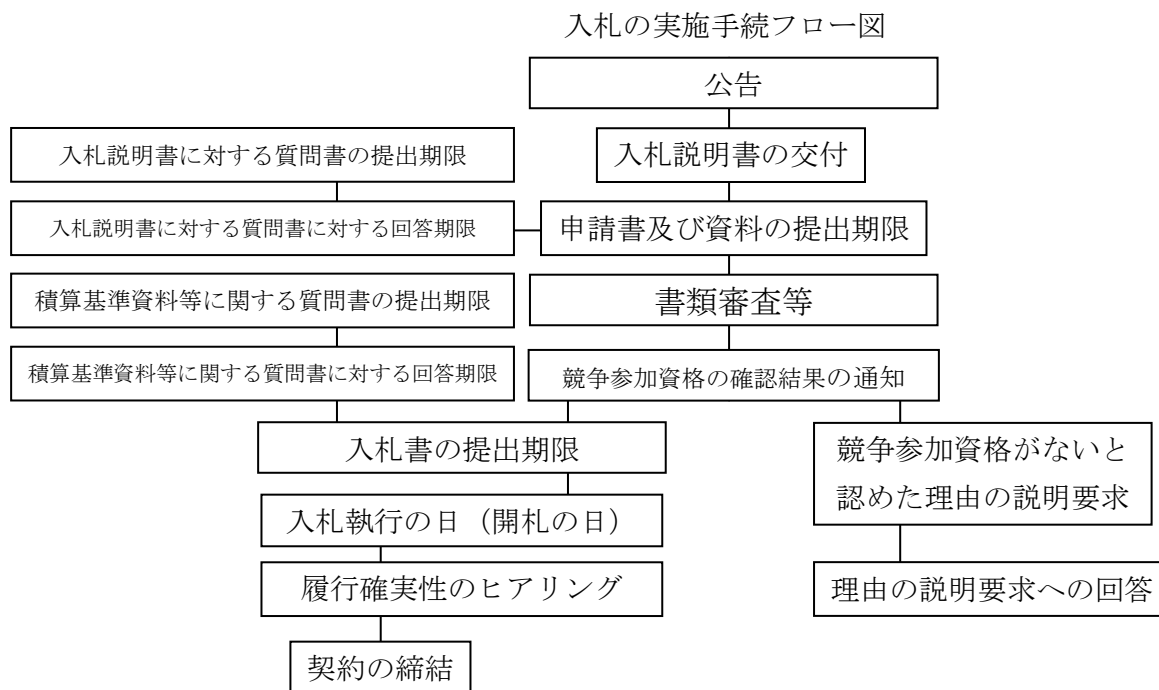 入札の実施手続フロー図
公告
入札説明書に対する質問書の提出期限
入札説明書の交付
入札説明書に対する質問書に対する回答期限
申請書及び資料の提出期限
積算基準資料等に関する質問書の提出期限
書類審査等
積算基準資料等に関する質問書に対する回答期限
競争参加資格の確認結果の通知
入札書の提出期限
競争参加資格がないと
認めた理由の説明要求
入札執行の日（開札の日）
履行確実性のヒアリング
理由の説明要求への回答
契約の締結